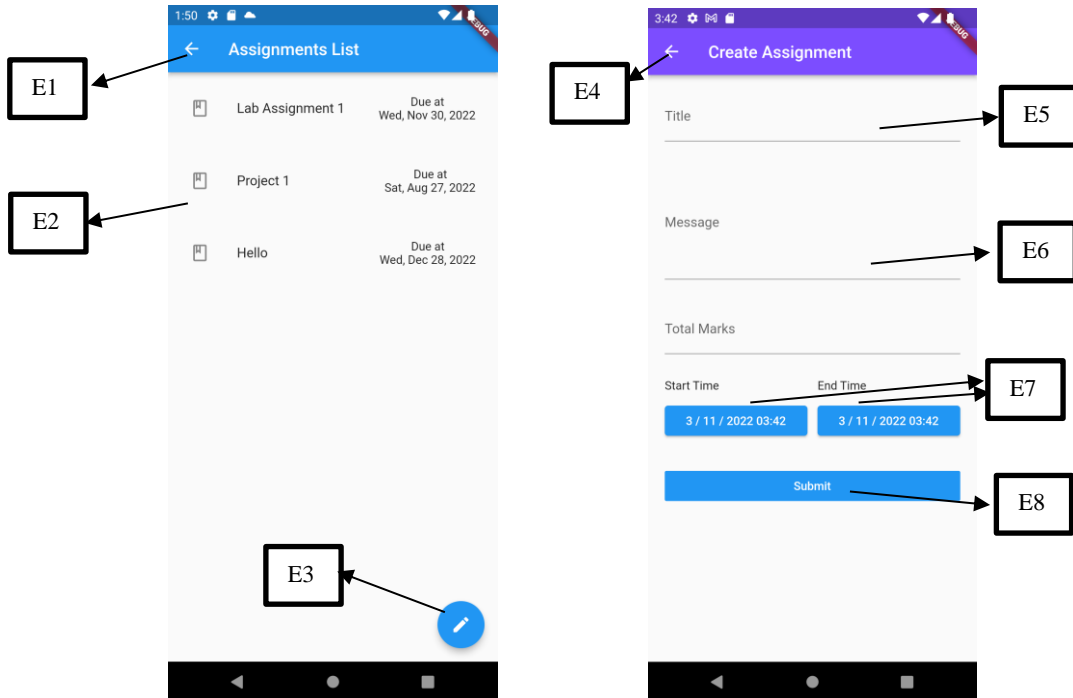 1:50
Assignments List
E1
Lab Assignment 1
Due at
Wed, Nov 30, 2022
Project 1
Due at
Sat, Aug 27, 2022
E2
Hello
Due at
Wed, Dec 28, 2022
E3
3:42
Create Assignment
E4
Title
E5
Message
E6
Total Marks
Start Time
End Time
E7
3 / 11 / 2022 03:42
3 / 11 / 2022 03:42
Submit
E8